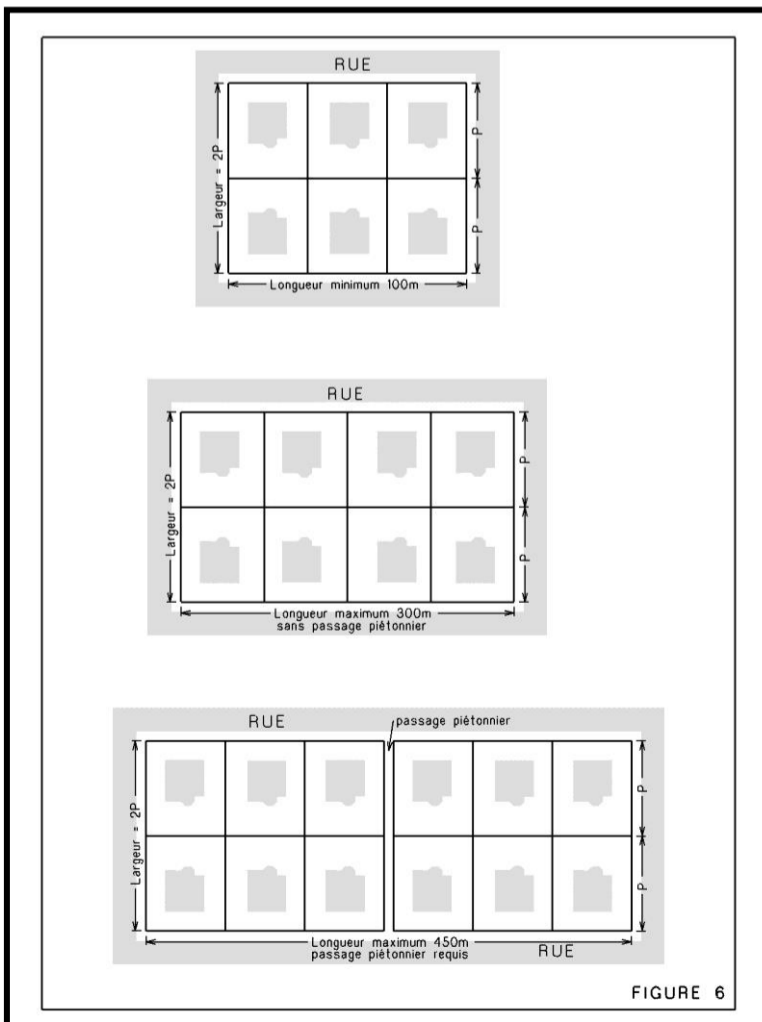 RUE
Largeur = 2P
P
P
Longueur minimum 100m
RUE
Largeur = 2P
P
P
Longueur maximum 300m
sans passage piétonnier
RUE
passage piétonnier
Largeur = 2P
P
P
Longueur maximum 450m
passage piétonnier requis
RUE
FIGURE 6